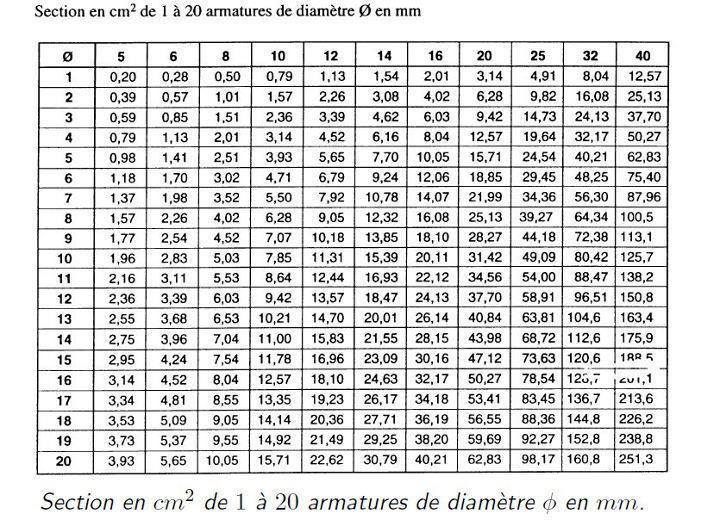 Section en cm² de 1 à 20 armatures de diamètre Ø en mm
Ø 5 6 8 10 12 14 16 20 25 32 40
1 0,20 0,28 0,50 0,79 1,13 1,54 2,01 3,14 4,91 8,04 12,57
2 0,39 0,57 1,01 1,57 2,26 3,08 4,02 6,28 9,82 16,08 25,13
3 0,59 0,85 1,51 2,36 3,39 4,62 6,03 9,42 14,73 24,13 37,70
4 0,79 1,13 2,01 3,14 4,52 6,16 8,04 12,57 19,64 32,17 50,27
5 0,98 1,41 2,51 3,93 5,65 7,70 10,05 15,71 24,54 40,21 62,83
6 1,18 1,70 3,02 4,71 6,79 9,24 12,06 18,85 29,45 48,25 75,40
7 1,37 1,98 3,52 5,50 7,92 10,78 14,07 21,99 34,36 56,30 87,96
8 1,57 2,26 4,02 6,28 9,05 12,32 16,08 25,13 39,27 64,34 100,5
9 1,77 2,54 4,52 7,07 10,18 13,85 18,10 28,27 44,18 72,38 113,1
10 1,96 2,83 5,03 7,85 11,31 15,39 20,11 31,42 49,09 80,42 125,7
11 2,16 3,11 5,53 8,64 12,44 16,93 22,12 34,56 54,00 88,47 138,2
12 2,36 3,39 6,03 9,42 13,57 18,47 24,13 37,70 58,91 96,51 150,8
13 2,55 3,68 6,53 10,21 14,70 20,01 26,14 40,84 63,81 104,6 163,4
14 2,75 3,96 7,04 11,00 15,83 21,55 28,15 43,98 68,72 112,6 175,9
15 2,95 4,24 7,54 11,78 16,96 23,09 30,16 47,12 73,63 120,6 188,5
16 3,14 4,52 8,04 12,57 18,10 24,63 32,17 50,27 78,54
17 3,34 4,81 8,55 13,35 19,23 26,17 34,18 53,41 83,45 136,7 213,6
18 3,53 5,09 9,05 14,14 20,36 27,71 36,19 56,55 88,36 144,8 226,2
19 3,73 5,37 9,55 14,92 21,49 29,25 38,20 59,69 92,27 152,8 238,8
20 3,93 5,65 10,05 15,71 22,62 30,79 40,21 62,83 98,17 160,8 251,3
Section en cm² de 1 à 20 armatures de diamètre ϕ en mm.